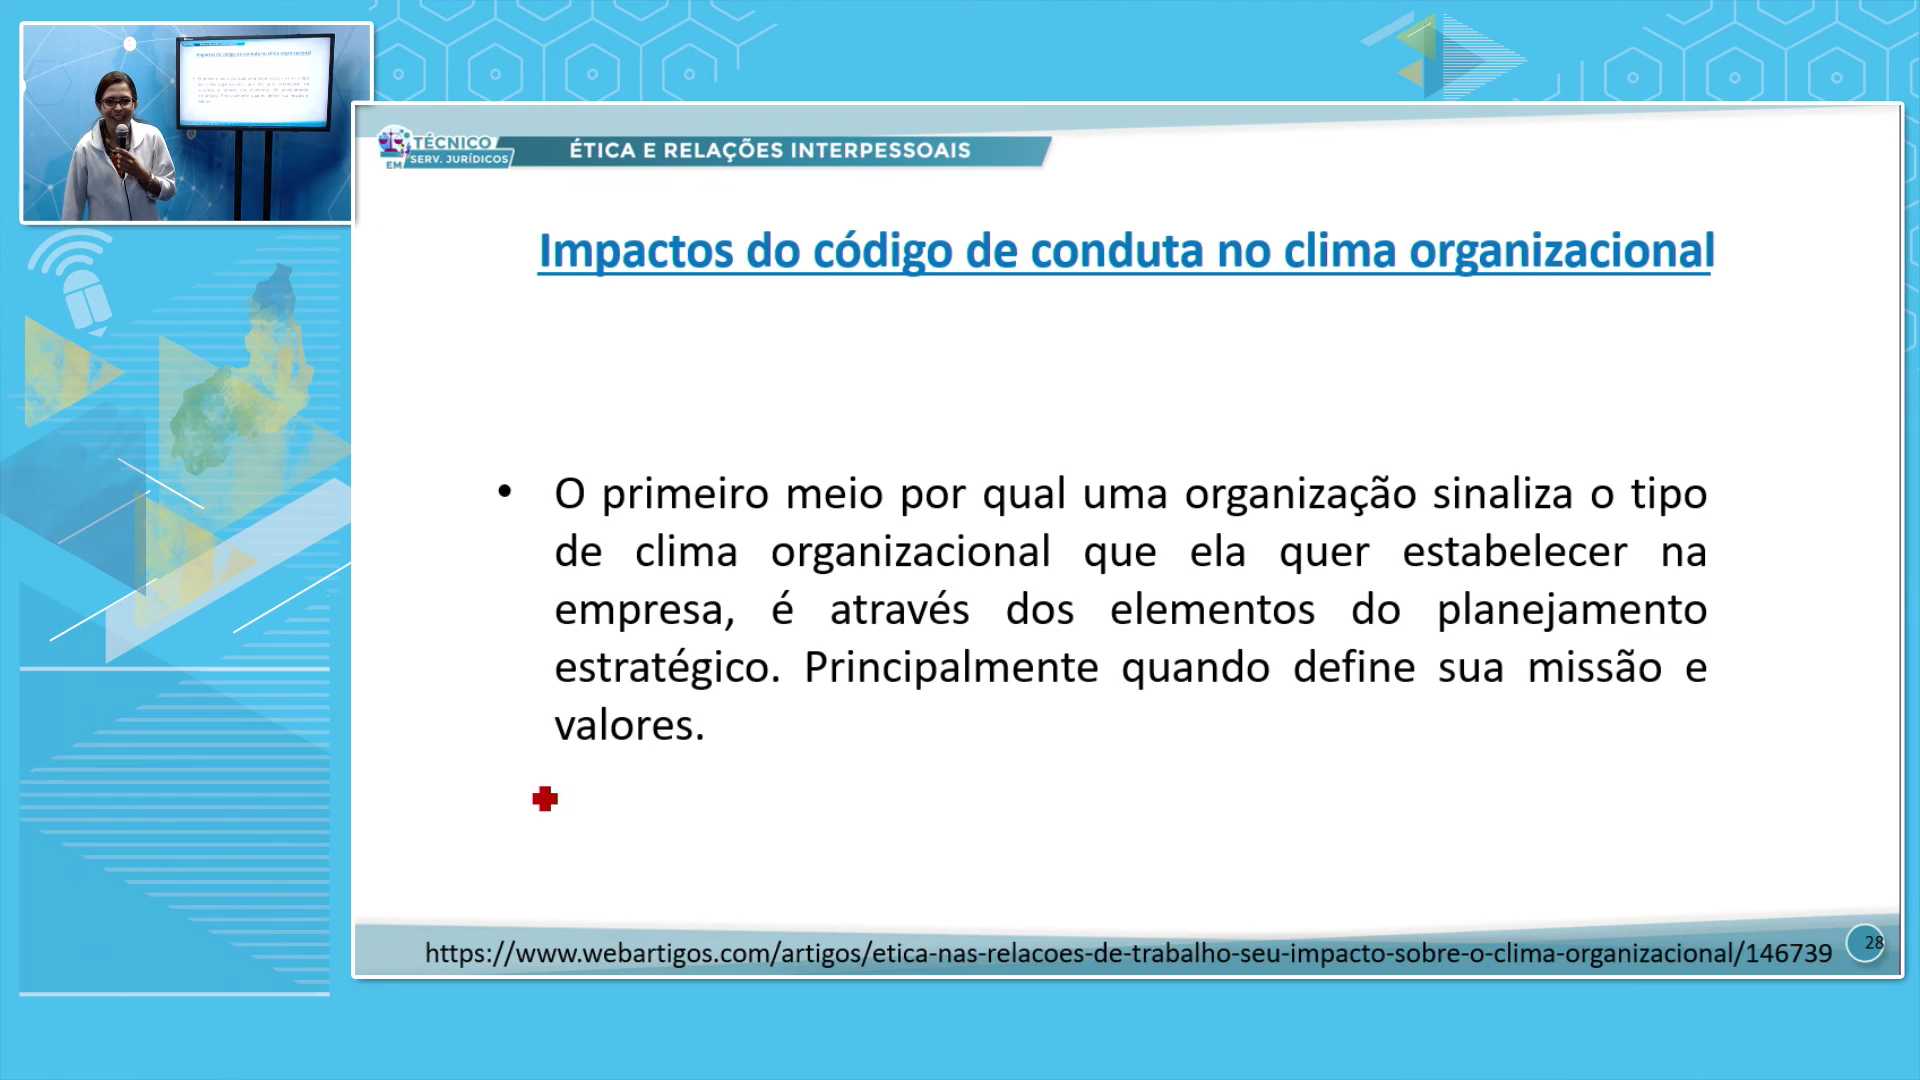 TÉCNICO
EM SERV. JURÍDICOS
ÉTICA E RELAÇÕES INTERPESSOAIS
Impactos do código de conduta no clima organizacional
• O primeiro meio por qual uma organização sinaliza o tipo
de clima organizacional que ela quer estabelecer na
empresa, é através dos elementos do planejamento
estratégico. Principalmente quando define sua missão e
valores.
https://www.webartigos.com/artigos/etica-nas-relacoes-de-trabalho-seu-impacto-sobre-o-clima-organizacional/146739
28